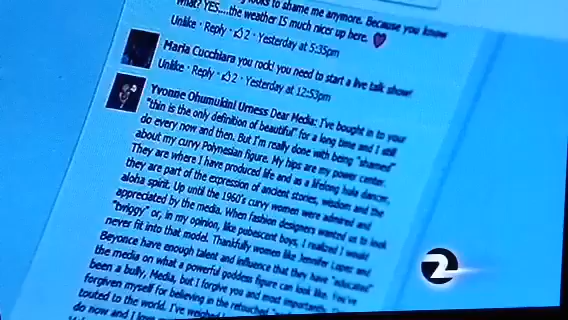 looks to shame me anymore. Because you know
what? YES....the weather IS much nicer up here.
Unlike · Reply · 2 · Yesterday at 5:35pm
Maria Cucchiara you rock! you need to start a live talk show!
Unlike · Reply · 2 · Yesterday at 12:53pm
Yvonne Ohumukini Urness Dear Media: I've bought in to your
"thin is the only definition of beautiful" for a long time and I still
do every now and then. But I'm really done with being "shamed"
about my curvy Polynesian figure. My hips are my power center.
They are where I have produced life and as a lifelong hula dancer,
they are part of the expression of ancient stories, wisdom and the
aloha spirit. Up until the 1960's curvy women were admired and
appreciated by the media. When fashion designers wanted us to look
"twiggy" or, in my opinion, like pubescent boys, I realized I would
never fit into that model. Thankfully women like Jennifer Lopez and
Beyonce have enough talent and influence that they have "educated"
the media on what a powerful goddess figure can look like. You've
been a bully, Media, but I forgive you and most importantly
forgiven myself for believing in the retouched
touted to the world. I've weighed
do now and I love
2